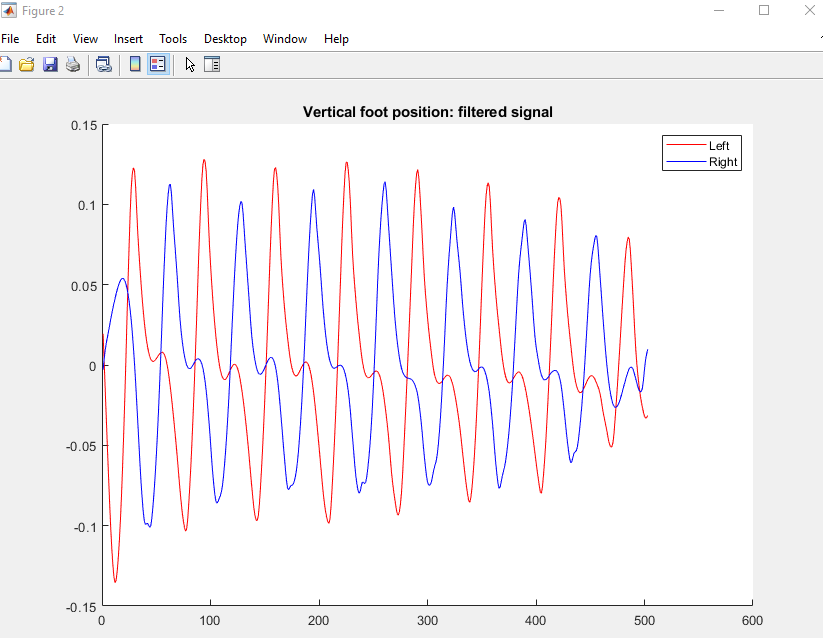 Figure 2
File Edit View Insert Tools Desktop Window Help
Vertical foot position: filtered signal
Left
Right
0.15
0.1
0.05
0
-0.05
-0.1
-0.15
0 100 200 300 400 500 600